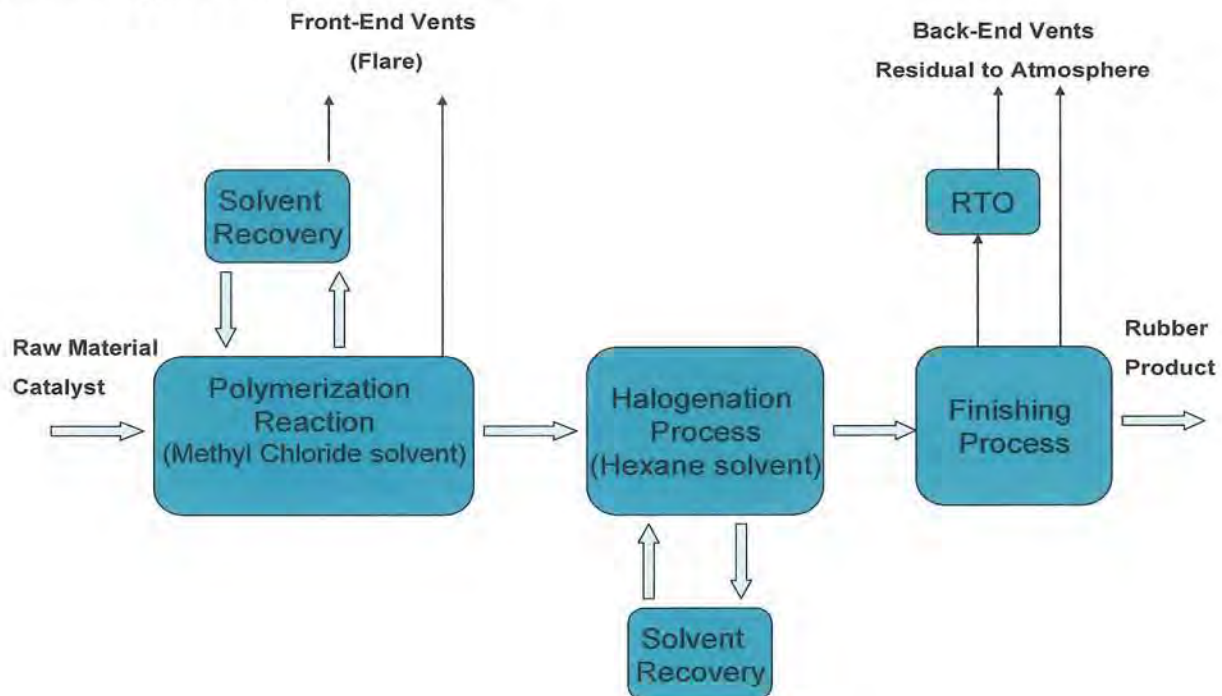 Front-End Vents
(Flare)
Back-End Vents
Residual to Atmosphere
Solvent
Recovery
RTO
Raw Material
Catalyst
Polymerization
Reaction
(Methyl Chloride solvent)
Halogenation
Process
(Hexane solvent)
Finishing
Process
Rubber
Product
Solvent
Recovery